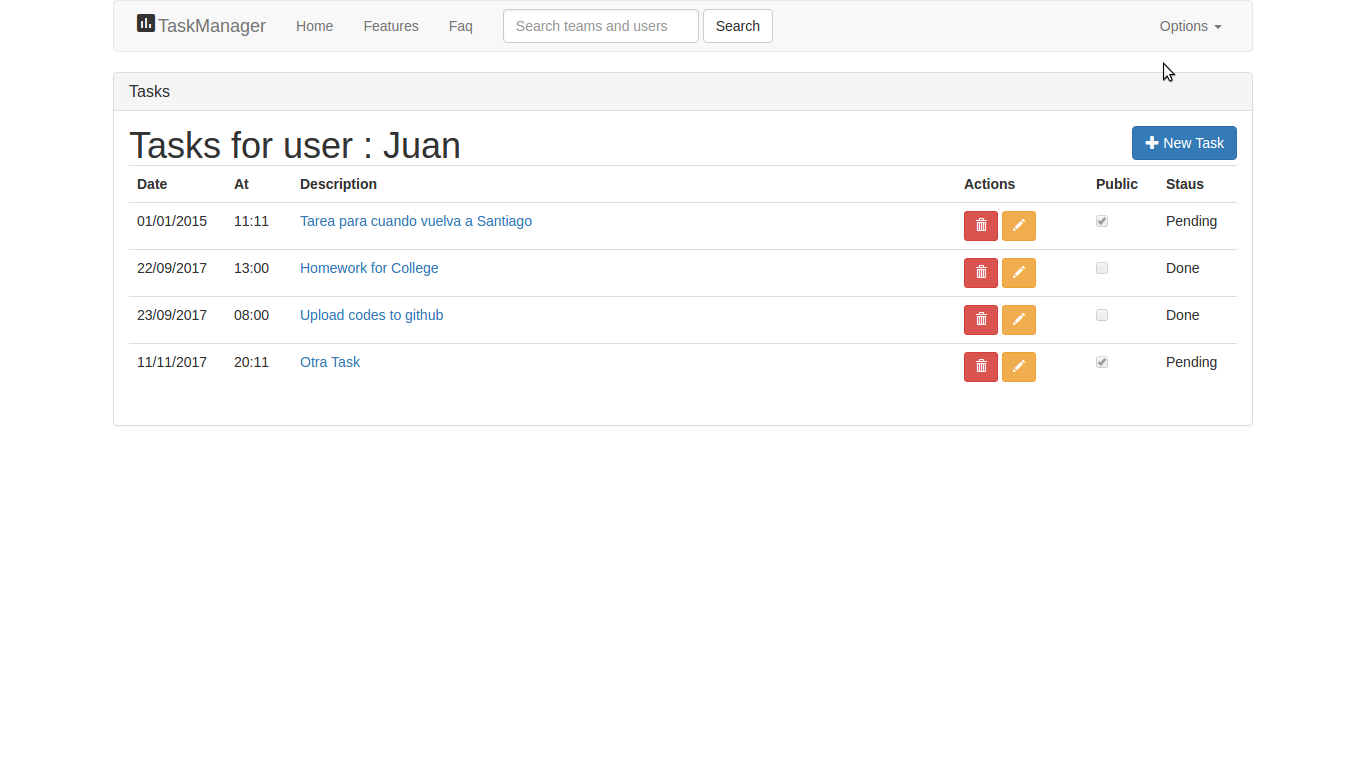 TaskManager Home Features Faq Search teams and users Search Options
Tasks
Tasks for user : Juan New Task
Date At Description Actions Public Staus
01/01/2015 11:11 Tarea para cuando vuelva a Santiago Pending
22/09/2017 13:00 Homework for College Done
23/09/2017 08:00 Upload codes to github Done
11/11/2017 20:11 Otra Task Pending